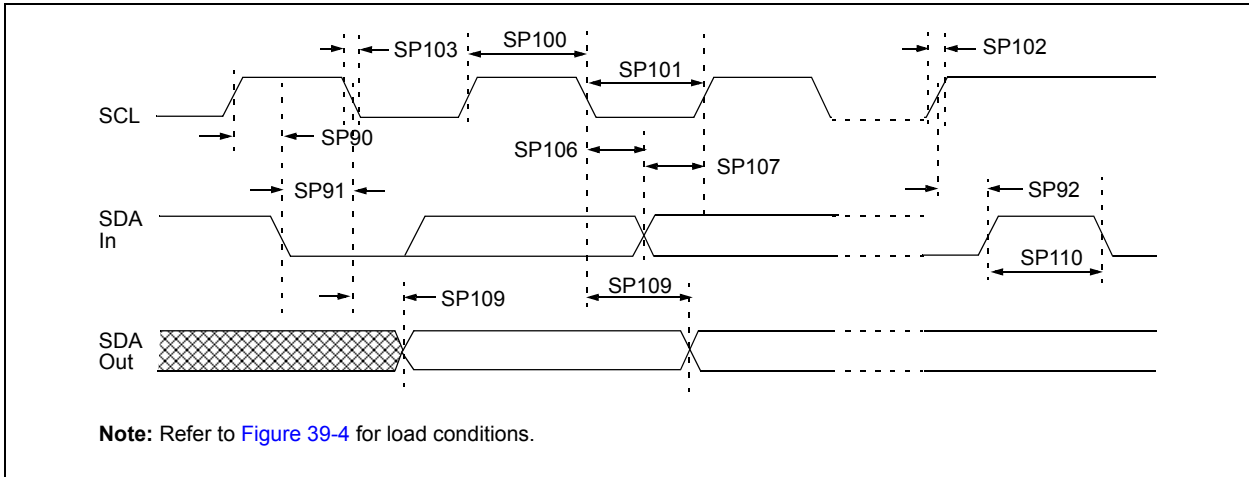 SP103
SP100
SP102
SP101
SCL
SP90
SP106
SP107
SP91
SP92
SDA
In
SP110
SP109
SP109
SDA
Out
Note: Refer to Figure 39-4 for load conditions.